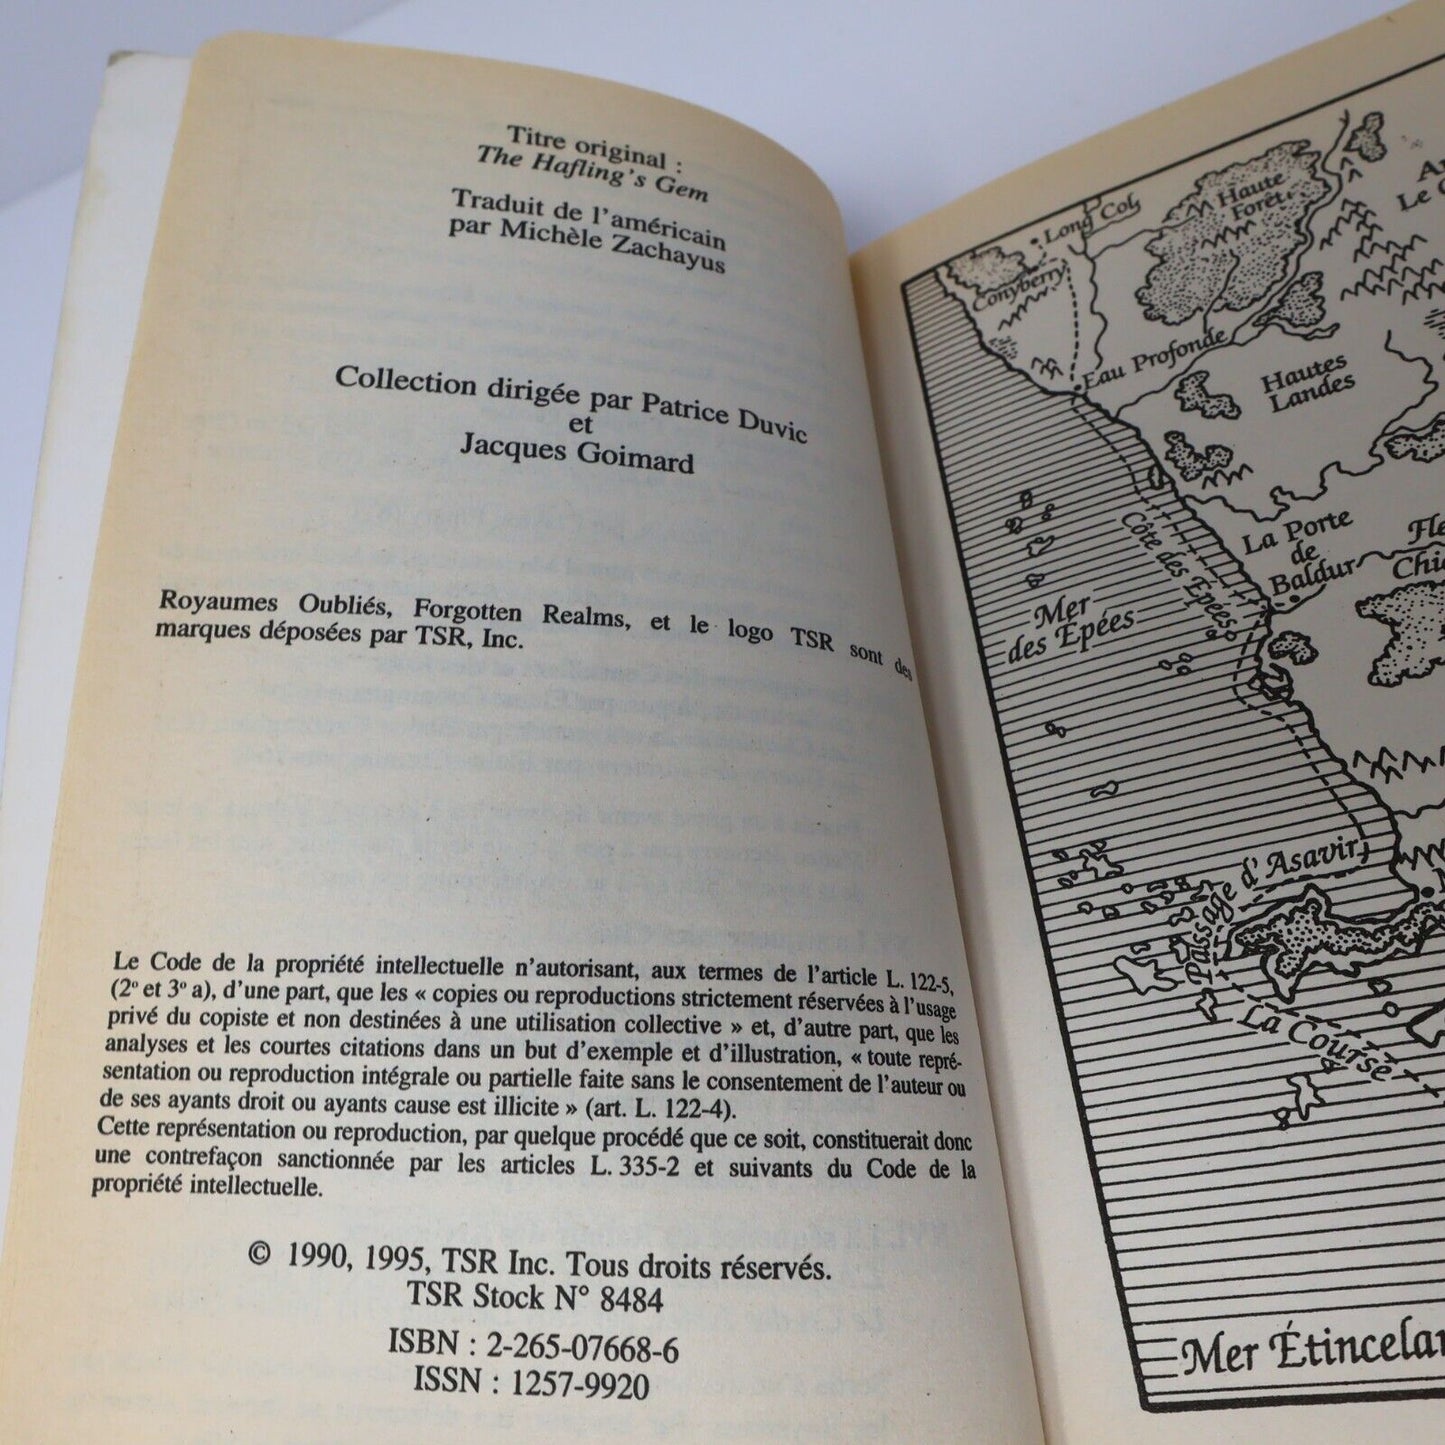 Titre original :
The Hafling's Gem
Traduit de l'américain
par Michèle Zachayus
Collection dirigée par Patrice Duvic
et
Jacques Goimard
Royaumes Oubliés, Forgotten Realms, et le logo TSR sont des
marques déposées par TSR, Inc.
Le Code de la propriété intellectuelle n'autorisant, aux termes de l'article L. 122-5,
(2º et 3º a), d'une part, que les « copies ou reproductions strictement réservées à l'usage
privé du copiste et non destinées à une utilisation collective » et, d'autre part, que les
analyses et les courtes citations dans un but d'exemple et d'illustration, « toute repré-
sentation ou reproduction intégrale ou partielle faite sans le consentement de l'auteur ou
de ses ayants droit ou ayants cause est illicite » (art. L. 122-4).
Cette représentation ou reproduction, par quelque procédé que ce soit, constituerait donc
une contrefaçon sanctionnée par les articles L. 335-2 et suivants du Code de la
propriété intellectuelle.
© 1990, 1995, TSR Inc. Tous droits réservés.
TSR Stock N° 8484
ISBN : 2-265-07668-6
ISSN : 1257-9920
Long Col
Haute
Forêt
Le
Conyberry
Eau Profonde
Hautes
Landes
Côte des Epées
La Porte
de
Baldur
Mer
des Epées
Passage d'Asavir
La Course
Mer